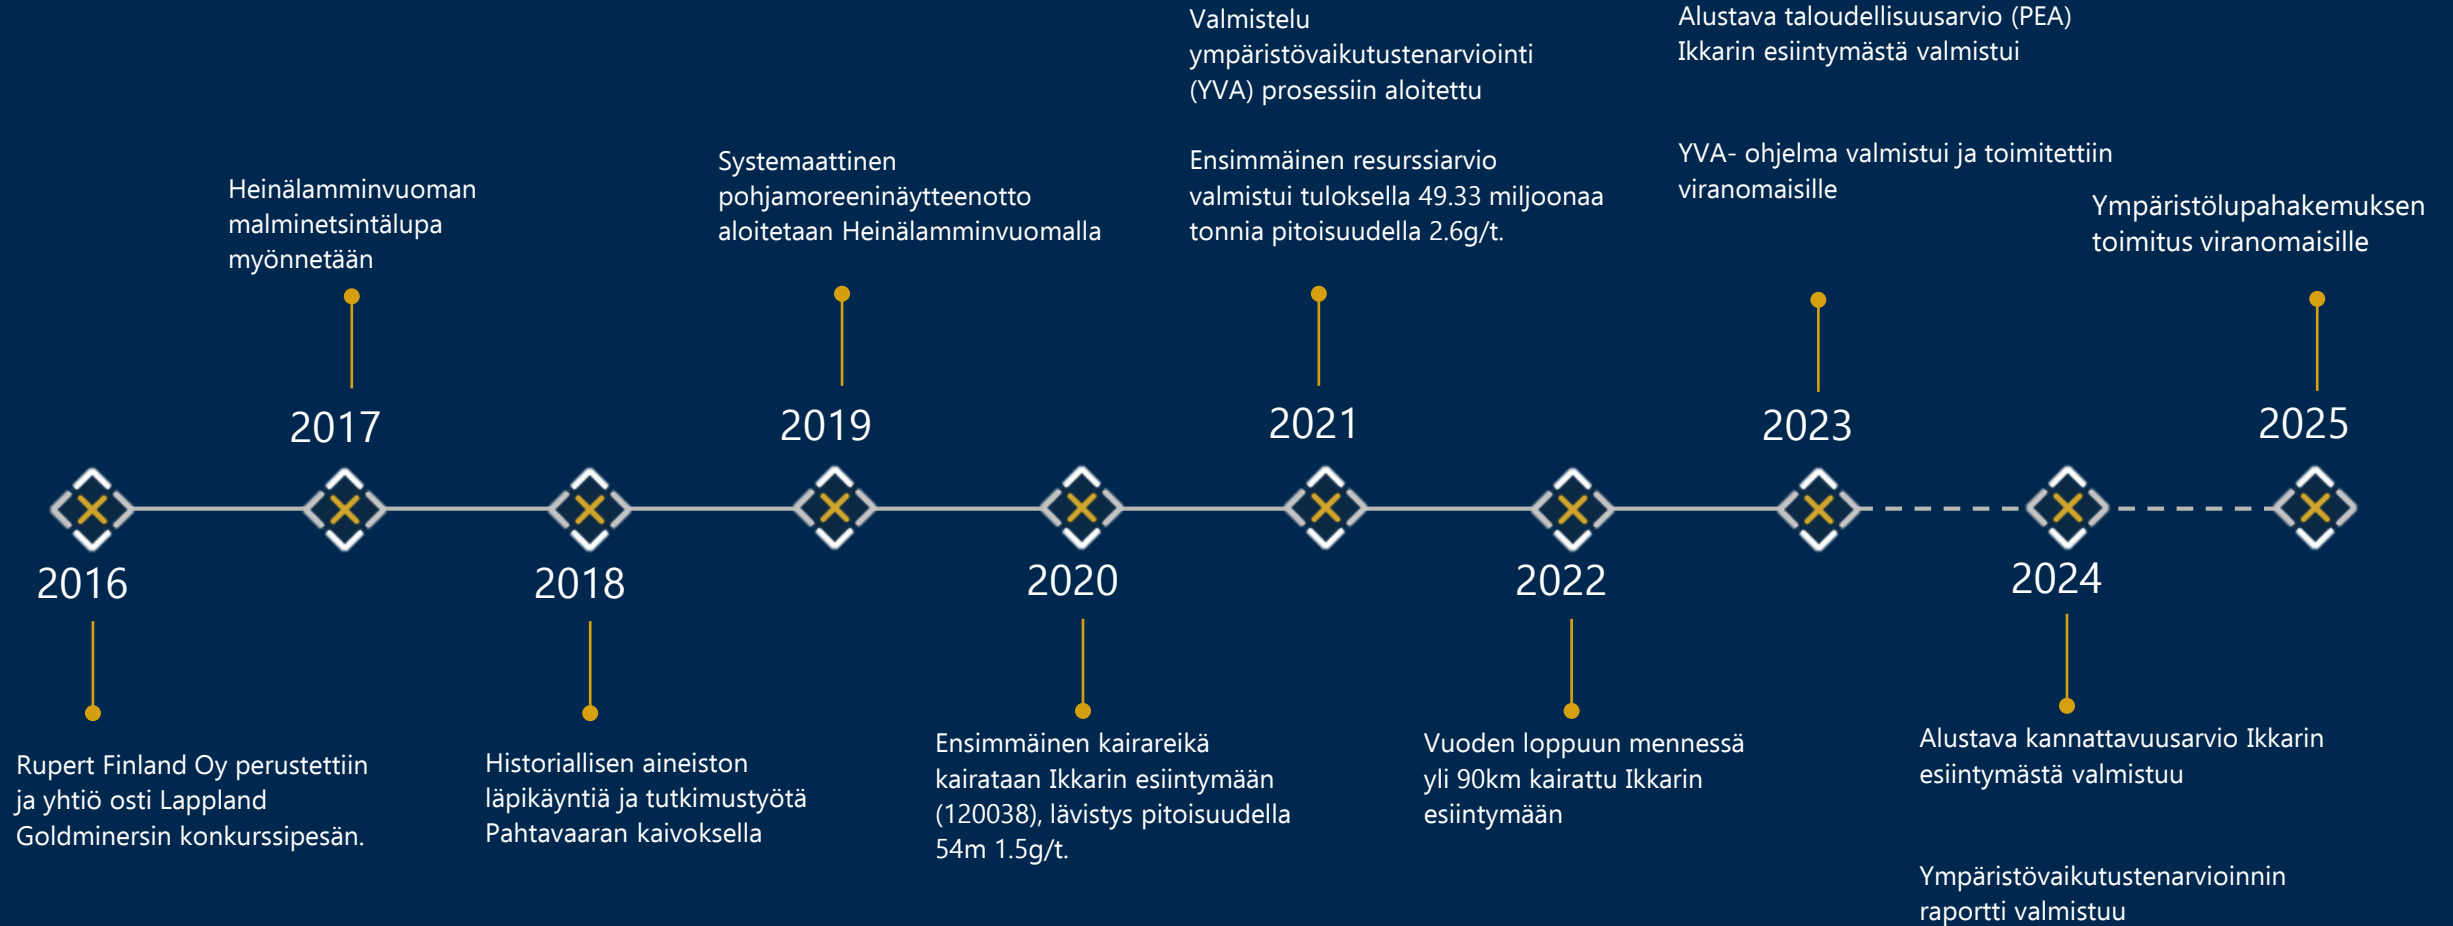 Valmistelu
ympäristövaikutustenarviointi
(YVA) prosessiin aloitettu
Alustava taloudellisuusarvio (PEA)
Ikkarin esiintymästä valmistui
Heinälamminvuoman
malminetsintälupa
myönnetään
Systemaattinen
pohjamoreeninäytteenotto
aloitetaan Heinälamminvuomalla
Ensimmäinen resurssiarvio
valmistui tuloksella 49.33 miljoonaa
tonnia pitoisuudella 2.6g/t.
YVA- ohjelma valmistui ja toimitettiin
viranomaisille
Ympäristölupahakemuksen
toimitus viranomaisille
2017
2019
2021
2023
2025
2016
2018
2020
2022
2024
Rupert Finland Oy perustettiin
ja yhtiö osti Lappland
Goldminersin konkurssipesän.
Historiallisen aineiston
läpikäyntiä ja tutkimustyötä
Pahtavaaran kaivoksella
Ensimmäinen kairareikä
kairataan Ikkarin esiintymään
(120038), lävistys pitoisuudella
54m 1.5g/t.
Vuoden loppuun mennessä
yli 90km kairattu Ikkarin
esiintymään
Alustava kannattavuusarvio Ikkarin
esiintymästä valmistuu
Ympäristövaikutustenarvioinnin
raportti valmistuu